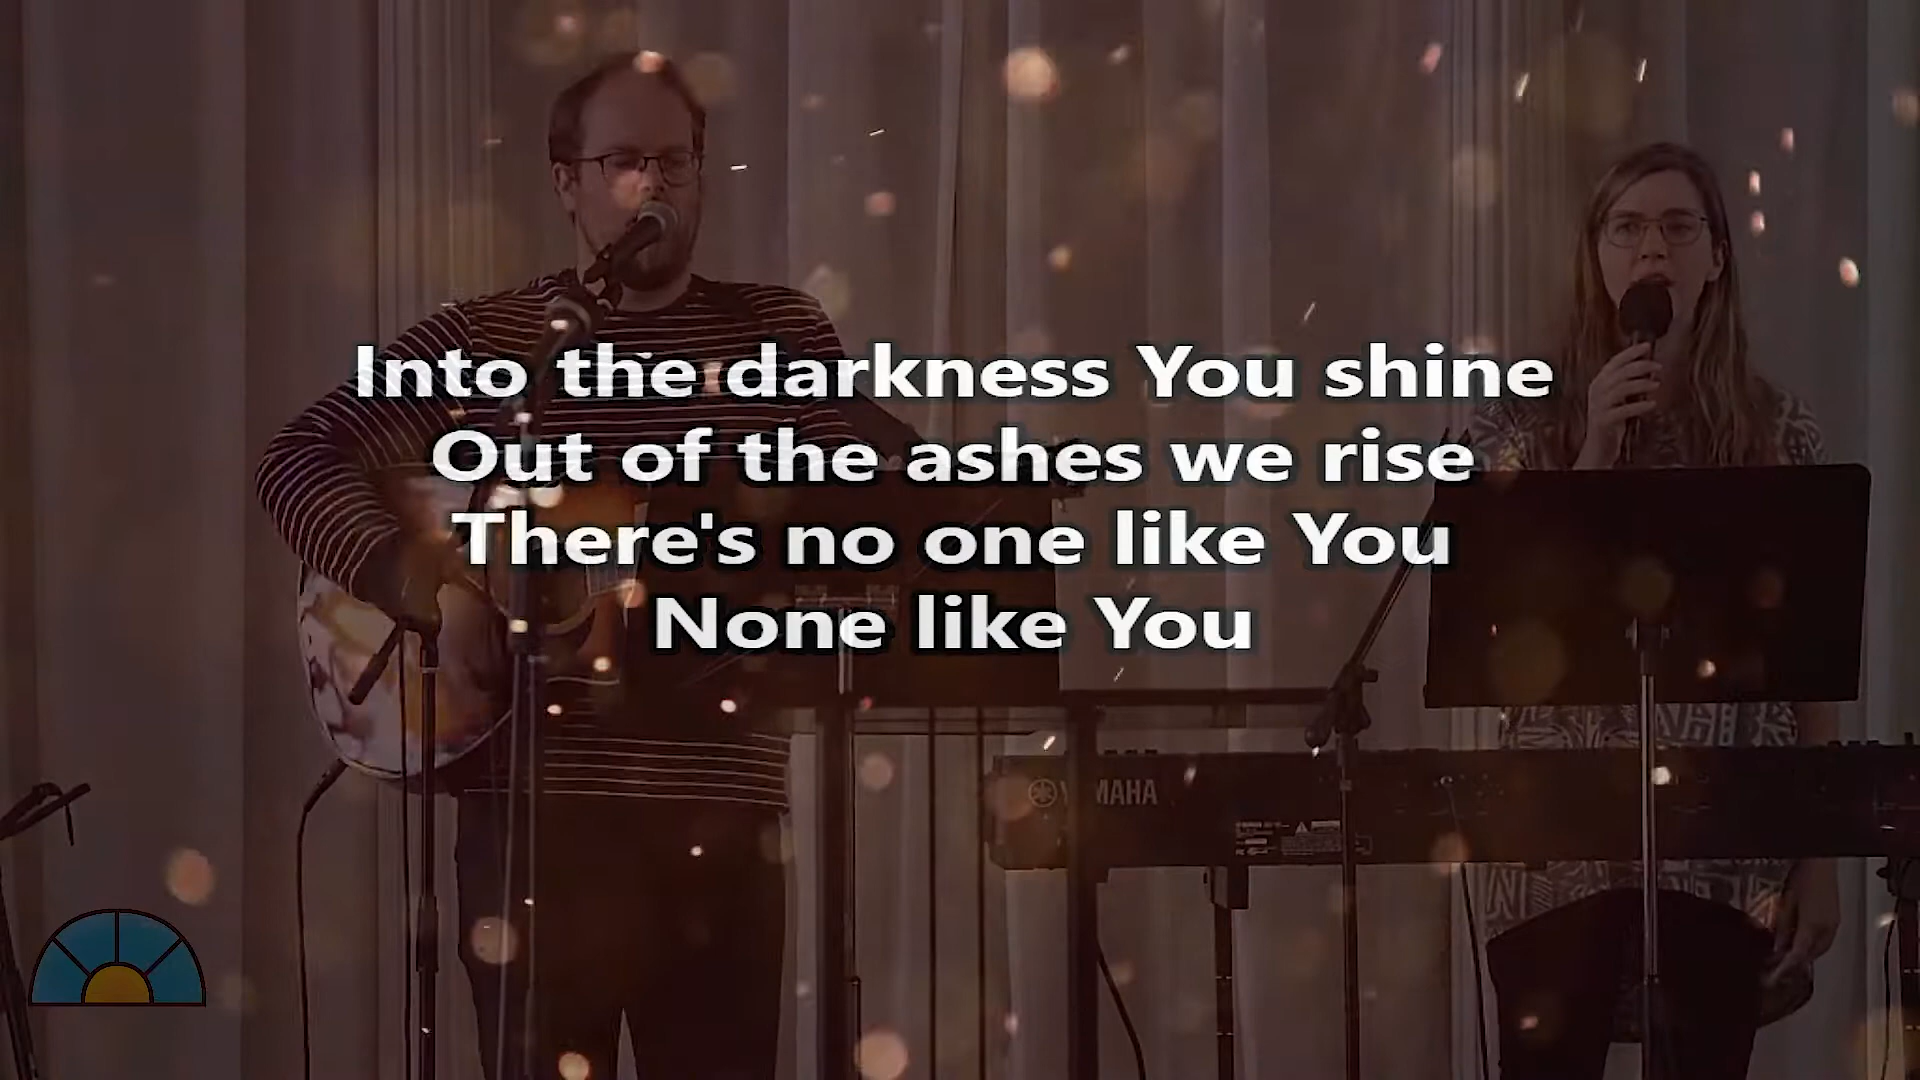 Into the darkness You shine
Out of the ashes we rise
There's no one like You
None like You
YAMAHA